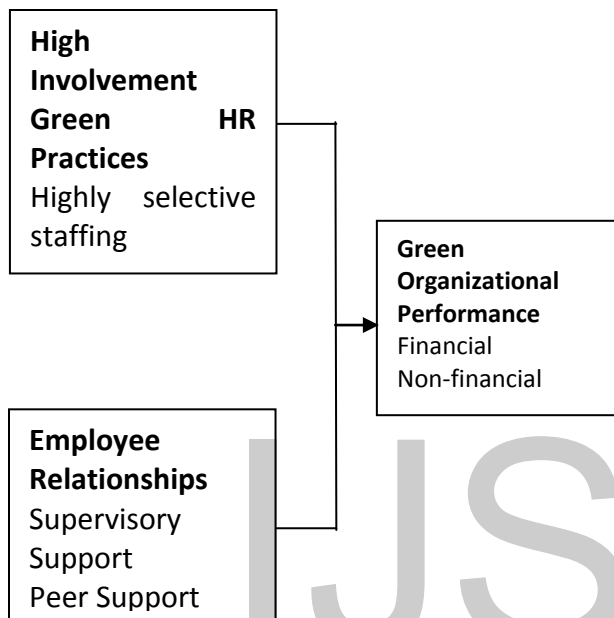 High
Involvement
Green HR
Practices
Highly selective
staffing
Green
Organizational
Performance
Financial
Non-financial
Employee
Relationships
Supervisory
Support
Peer Support
IJS